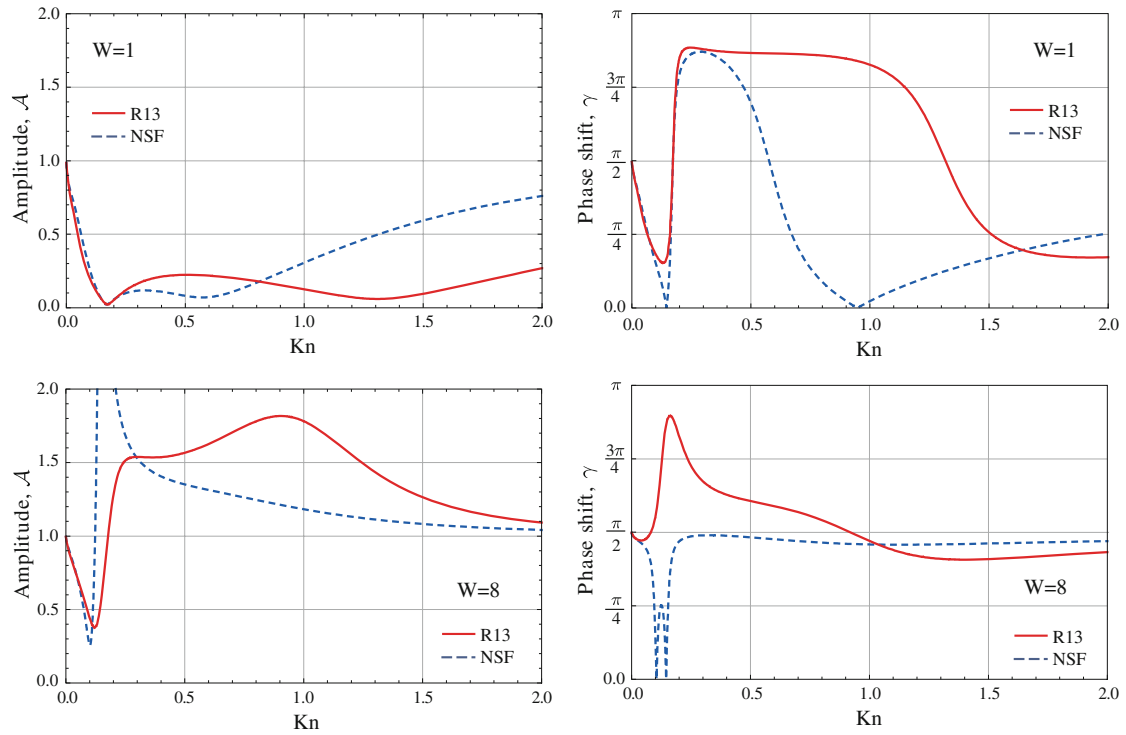 2.0
1.5
1.0
0.5
0.0
Amplitude, 𝒜
W=1
R13
NSF
0.0 0.5 1.0 1.5 2.0
Kn
π
3π/4
π/2
π/4
0.0
Phase shift, γ
W=1
R13
NSF
0.0 0.5 1.0 1.5 2.0
Kn
2.0
1.5
1.0
0.5
0.0
Amplitude, 𝒜
W=8
R13
NSF
0.0 0.5 1.0 1.5 2.0
Kn
π
3π/4
π/2
π/4
0.0
Phase shift, γ
W=8
R13
NSF
0.0 0.5 1.0 1.5 2.0
Kn